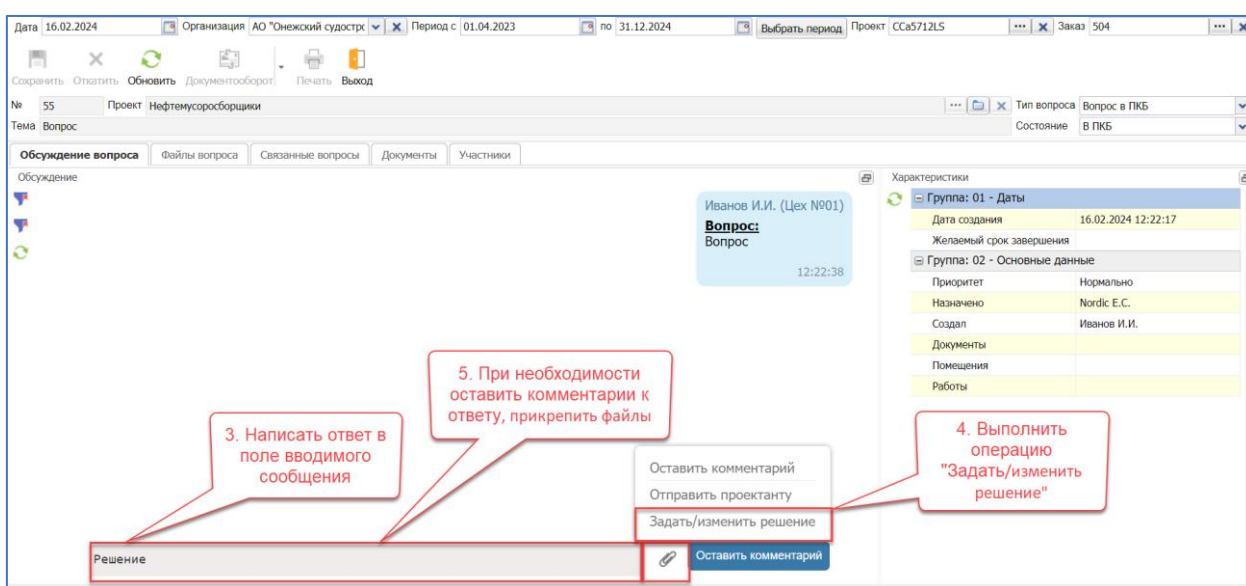 Дата 16.02.2024 Организация АО "Онежский судостро Период с 01.04.2023 по 31.12.2024 Выбрать период Проект ССа5712LS Заказ 504
Сохранить Откатить Обновить Документооборот Печать Выход
№ 55 Проект Нефтемусоросборщики Тип вопроса Вопрос в ПКБ
Тема Вопрос Состояние В ПКБ
Обсуждение вопроса Файлы вопроса Связанные вопросы Документы Участники
Обсуждение Характеристики
Иванов И.И. (Цех №01)
Вопрос:
Вопрос
12:22:38
Группа: 01 - Даты
Дата создания 16.02.2024 12:22:17
Желаемый срок завершения
Группа: 02 - Основные данные
Приоритет Нормально
Назначено Nordic E.C.
Создал Иванов И.И.
Документы
Помещения
Работы
5. При необходимости
оставить комментарии к
ответу, прикрепить файлы
3. Написать ответ в
поле вводимого
сообщения
4. Выполнить
операцию
"Задать/изменить
решение"
Оставить комментарий
Отправить проектанту
Задать/изменить решение
Решение Оставить комментарий